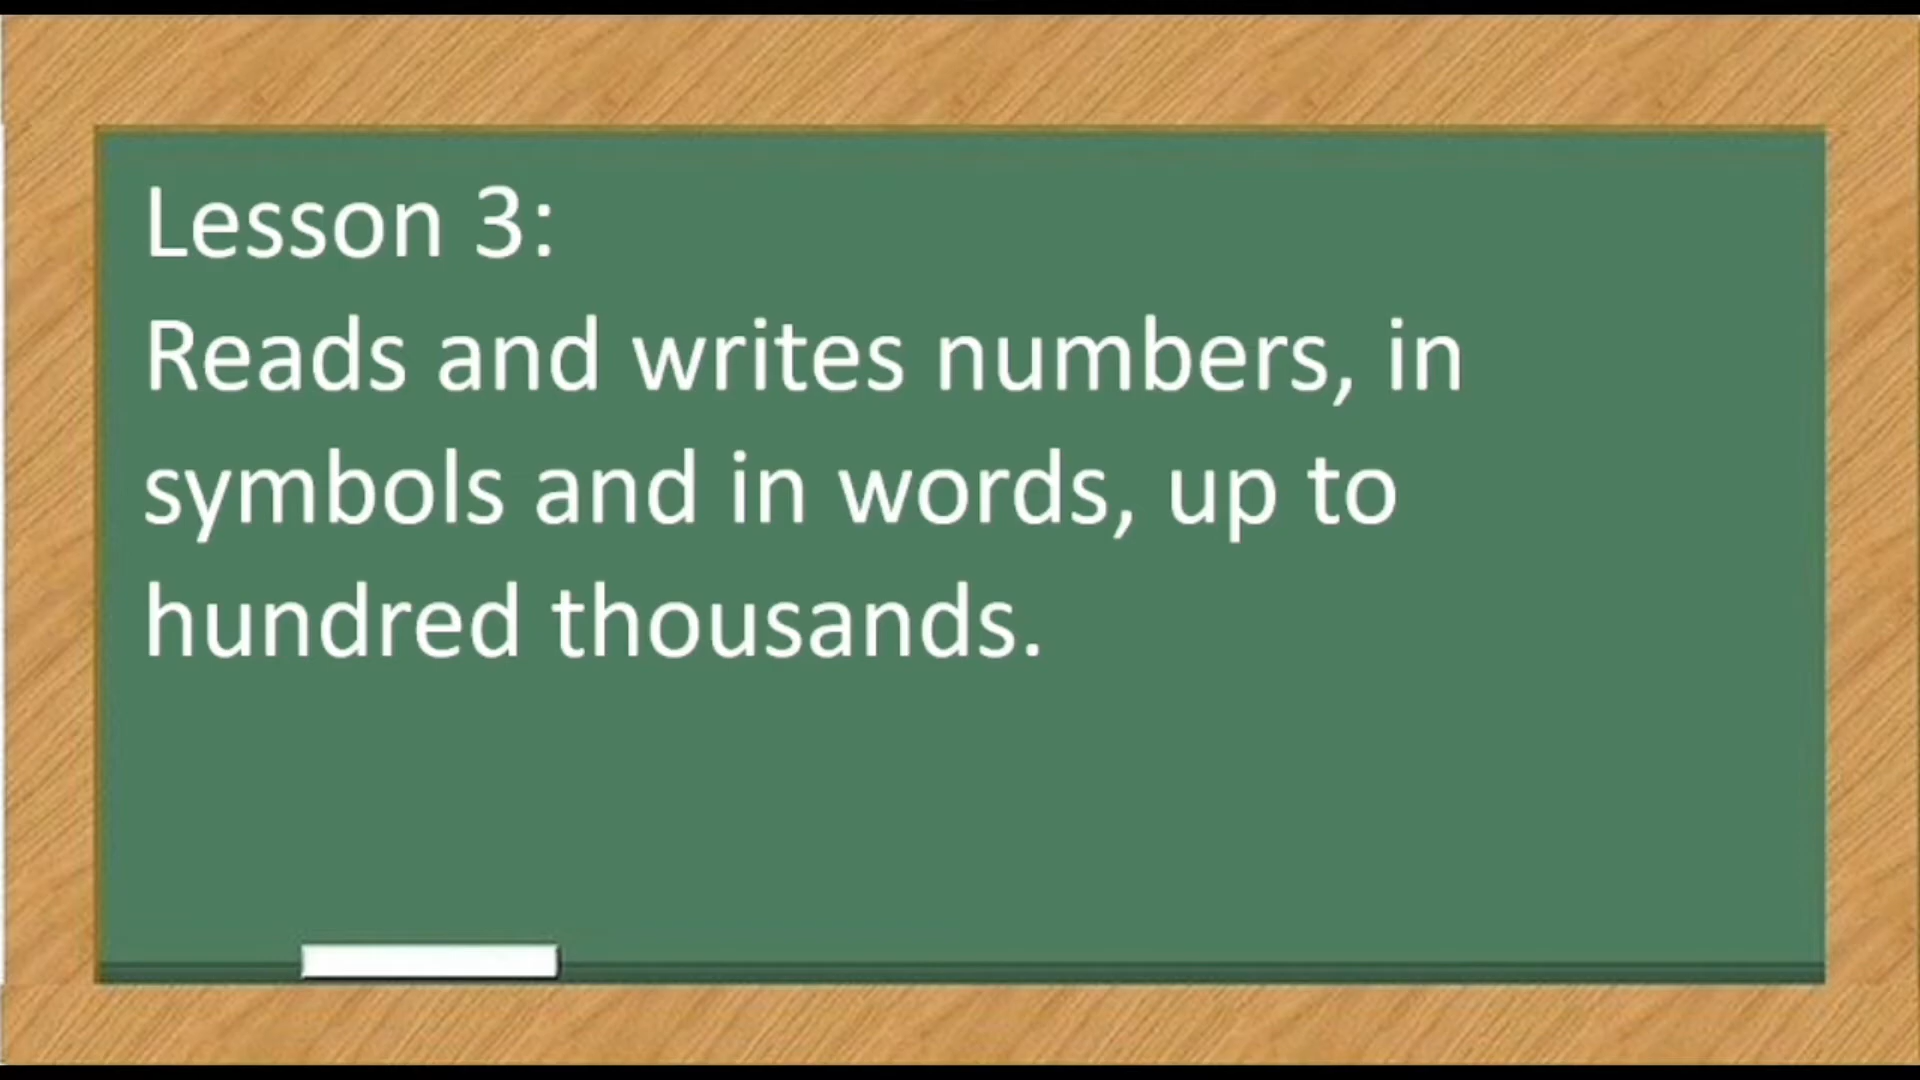 Lesson 3:
Reads and writes numbers, in
symbols and in words, up to
hundred thousands.